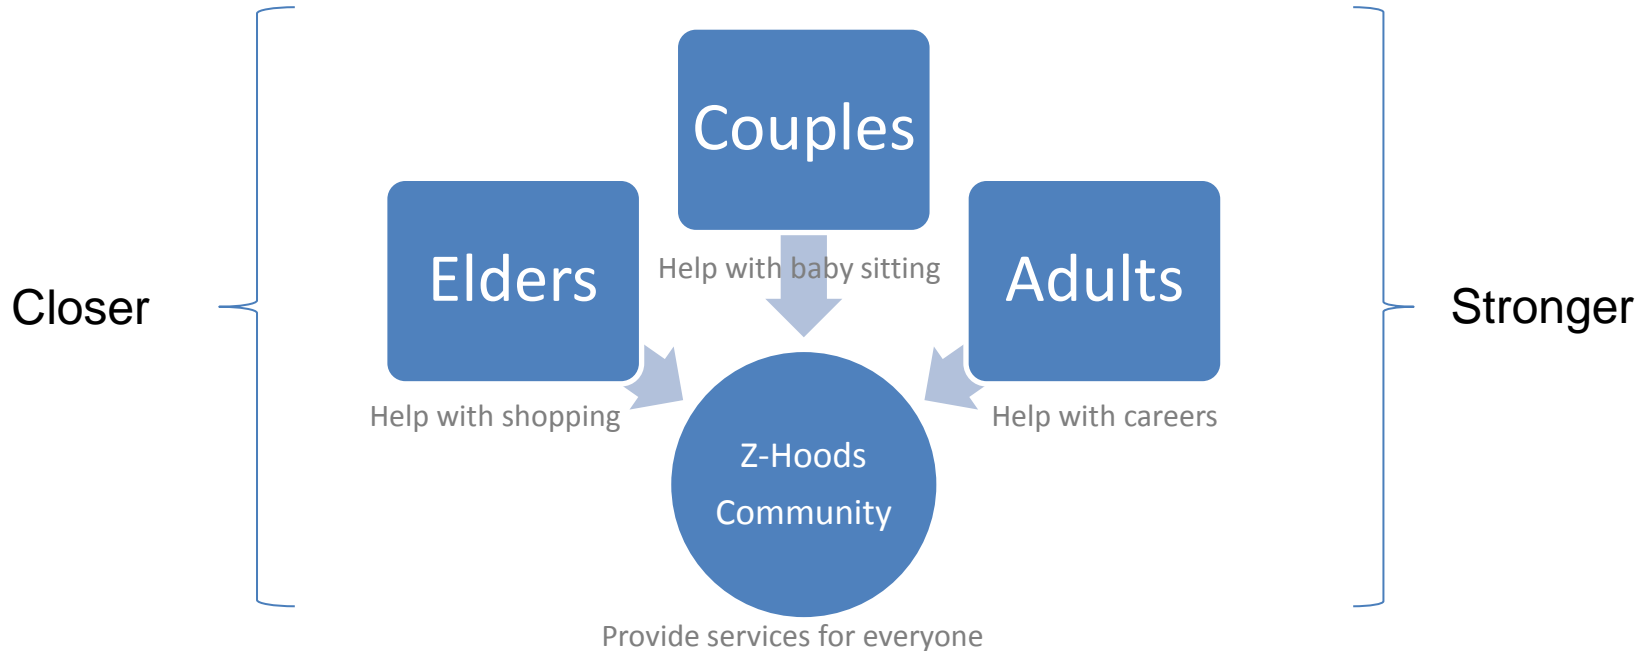 Couples
Elders
Help with baby sitting
Adults
Closer
Stronger
Help with shopping
Help with careers
Z-Hoods
Community
Provide services for everyone